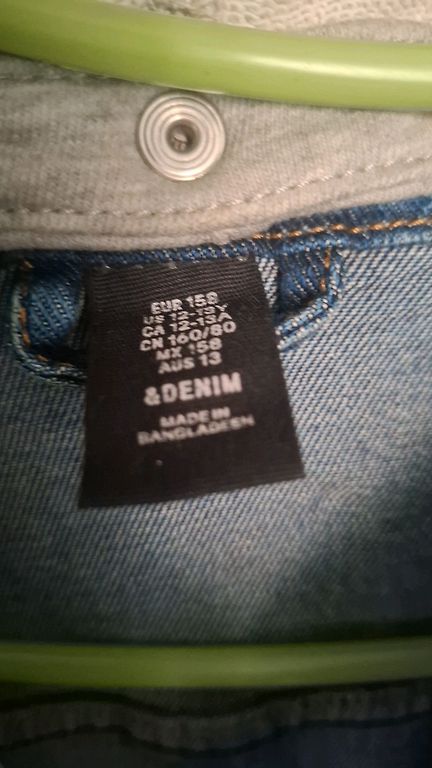 EUR 158
US 12-13Y
CA 12-13A
CN 160/80
MX 158
AUS 13
&DENIM
MADE IN
BANGLADESH